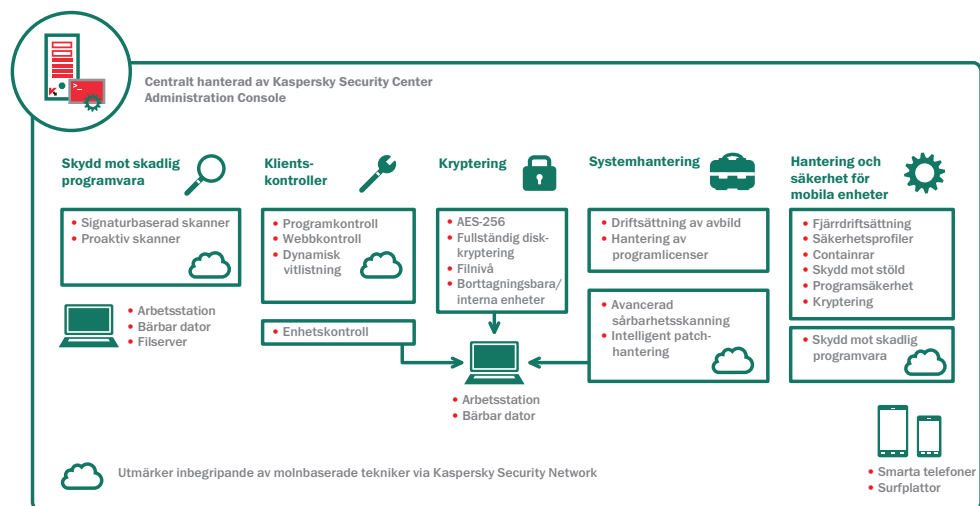 Centralt hanterad av Kaspersky Security Center
Administration Console
Skydd mot skadlig
programvara
• Signaturbaserad skanner
• Proaktiv skanner
• Arbetsstation
• Bärbar dator
• Filserver
Klients-
kontroller
• Programkontroll
• Webbkontroll
• Dynamisk
vitlistning
• Enhetskontroll
Kryptering
• AES-256
• Fullständig disk-
kryptering
• Filnivå
• Borttagningsbara/
interna enheter
• Arbetsstation
• Bärbar dator
Systemhantering
• Driftsättning av avbild
• Hantering av
programlicenser
• Avancerad
sårbarhetsskanning
• Intelligent patch-
hantering
Hantering och
säkerhet för
mobila enheter
• Fjärrdriftsättning
• Säkerhetsprofiler
• Containrar
• Skydd mot stöld
• Programsäkerhet
• Kryptering
• Skydd mot skadlig
programvara
• Smarta telefoner
• Surfplattor
Utmärker inbegripande av molnbaserade tekniker via Kaspersky Security Network